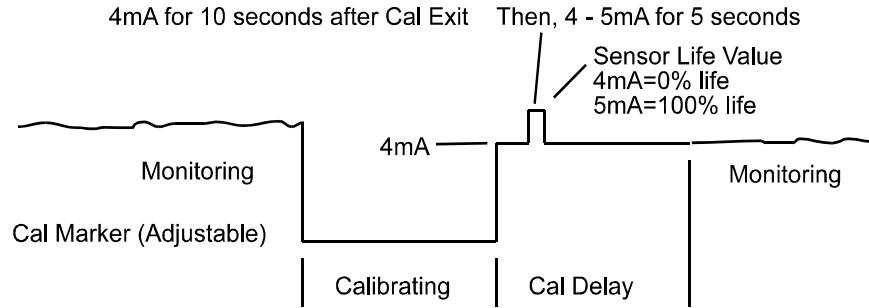 4mA for 10 seconds after Cal Exit Then, 4 - 5mA for 5 seconds
Sensor Life Value
4mA=0% life
5mA=100% life
4mA
Monitoring
Monitoring
Cal Marker (Adjustable)
Calibrating
Cal Delay